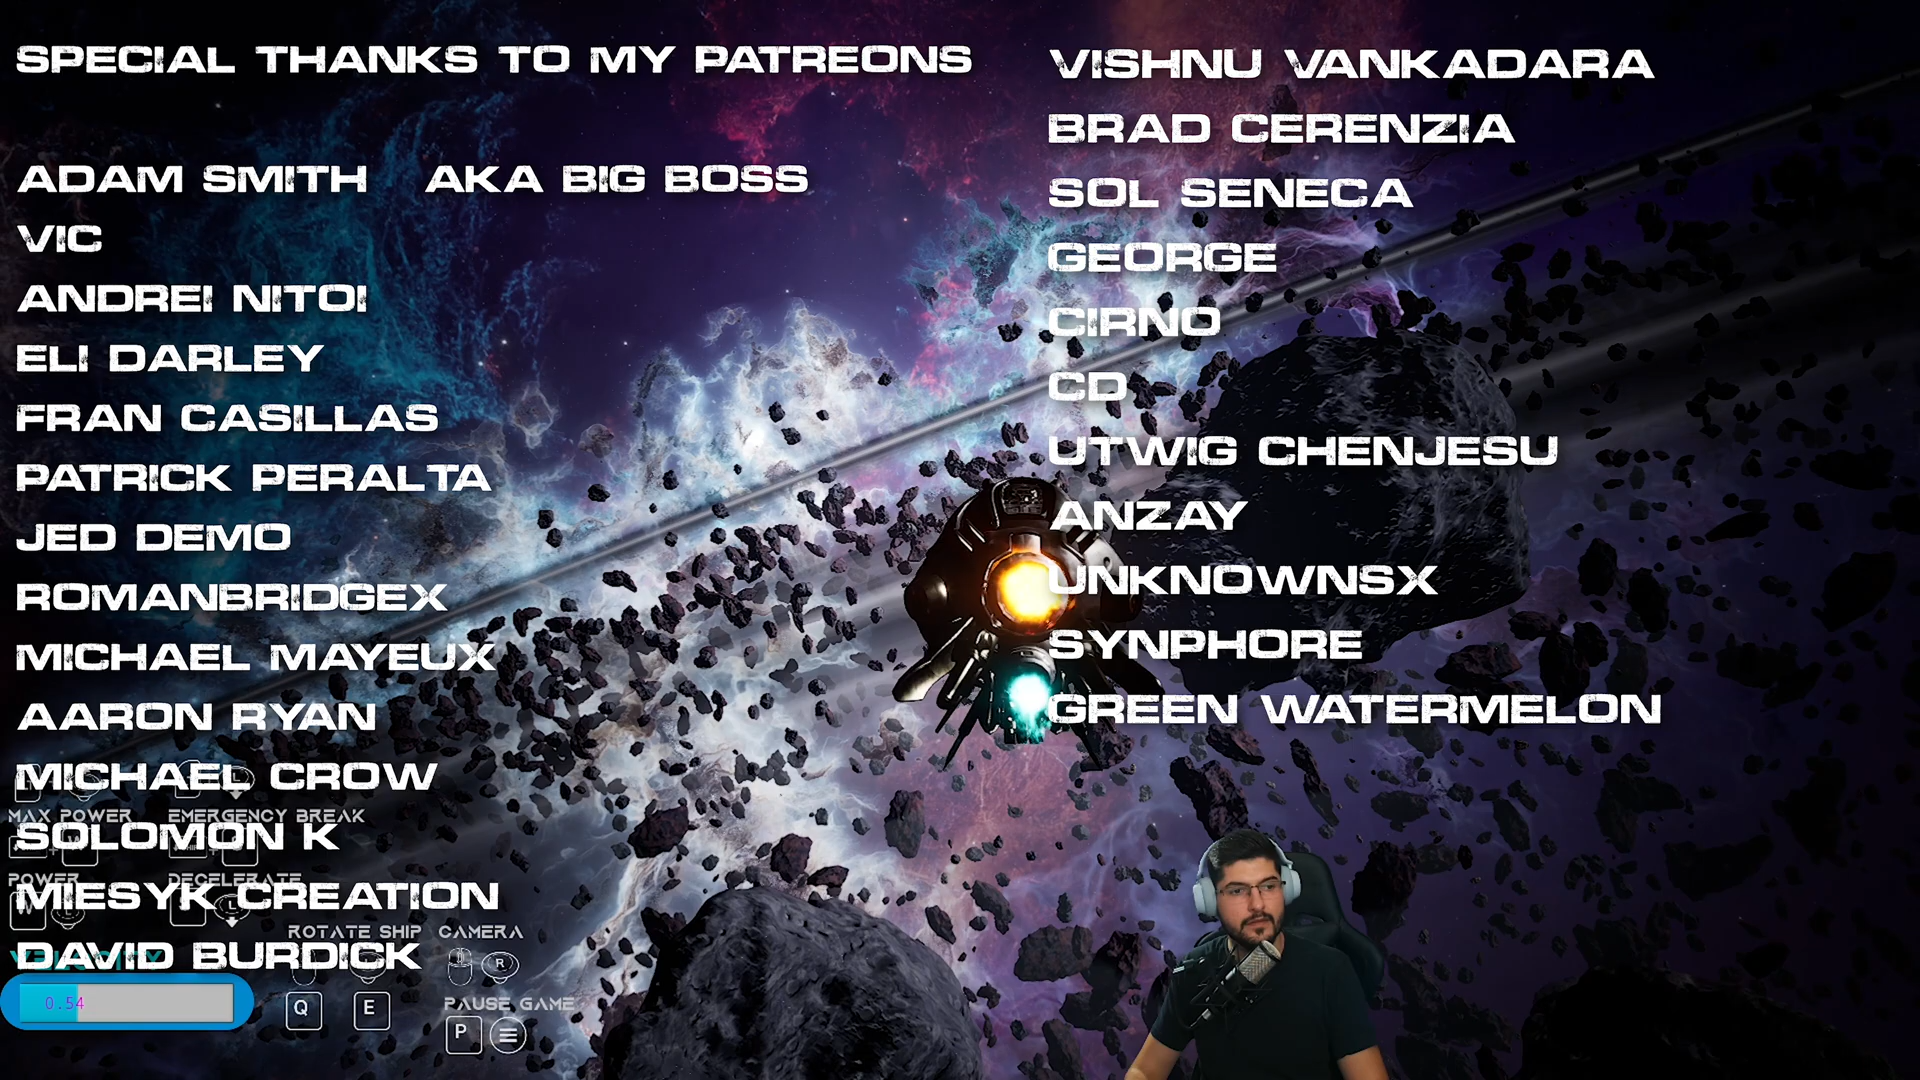 SPECIAL THANKS TO MY PATREONS
ADAM SMITH AKA BIG BOSS
VIC
ANDREI NITOI
ELI DARLEY
FRAN CASILLAS
PATRICK PERALTA
JED DEMO
ROMANBRIDGEX
MICHAEL MAYEUX
AARON RYAN
MICHAEL CROW
SOLOMON K
MIESYK CREATION
DAVID BURDICK
VISHNU VANKADARA
BRAD CERENZIA
SOL SENECA
GEORGE
CIRNO
CD
UTWIG CHENJESU
ANZAY
UNKNOWNSX
SYNPHORE
GREEN WATERMELON
MAX POWER EMERGENCY BREAK
POWER DECELERATE
ROTATE SHIP CAMERA
R
VELOCITY
0.54
Q E
PAUSE GAME
P